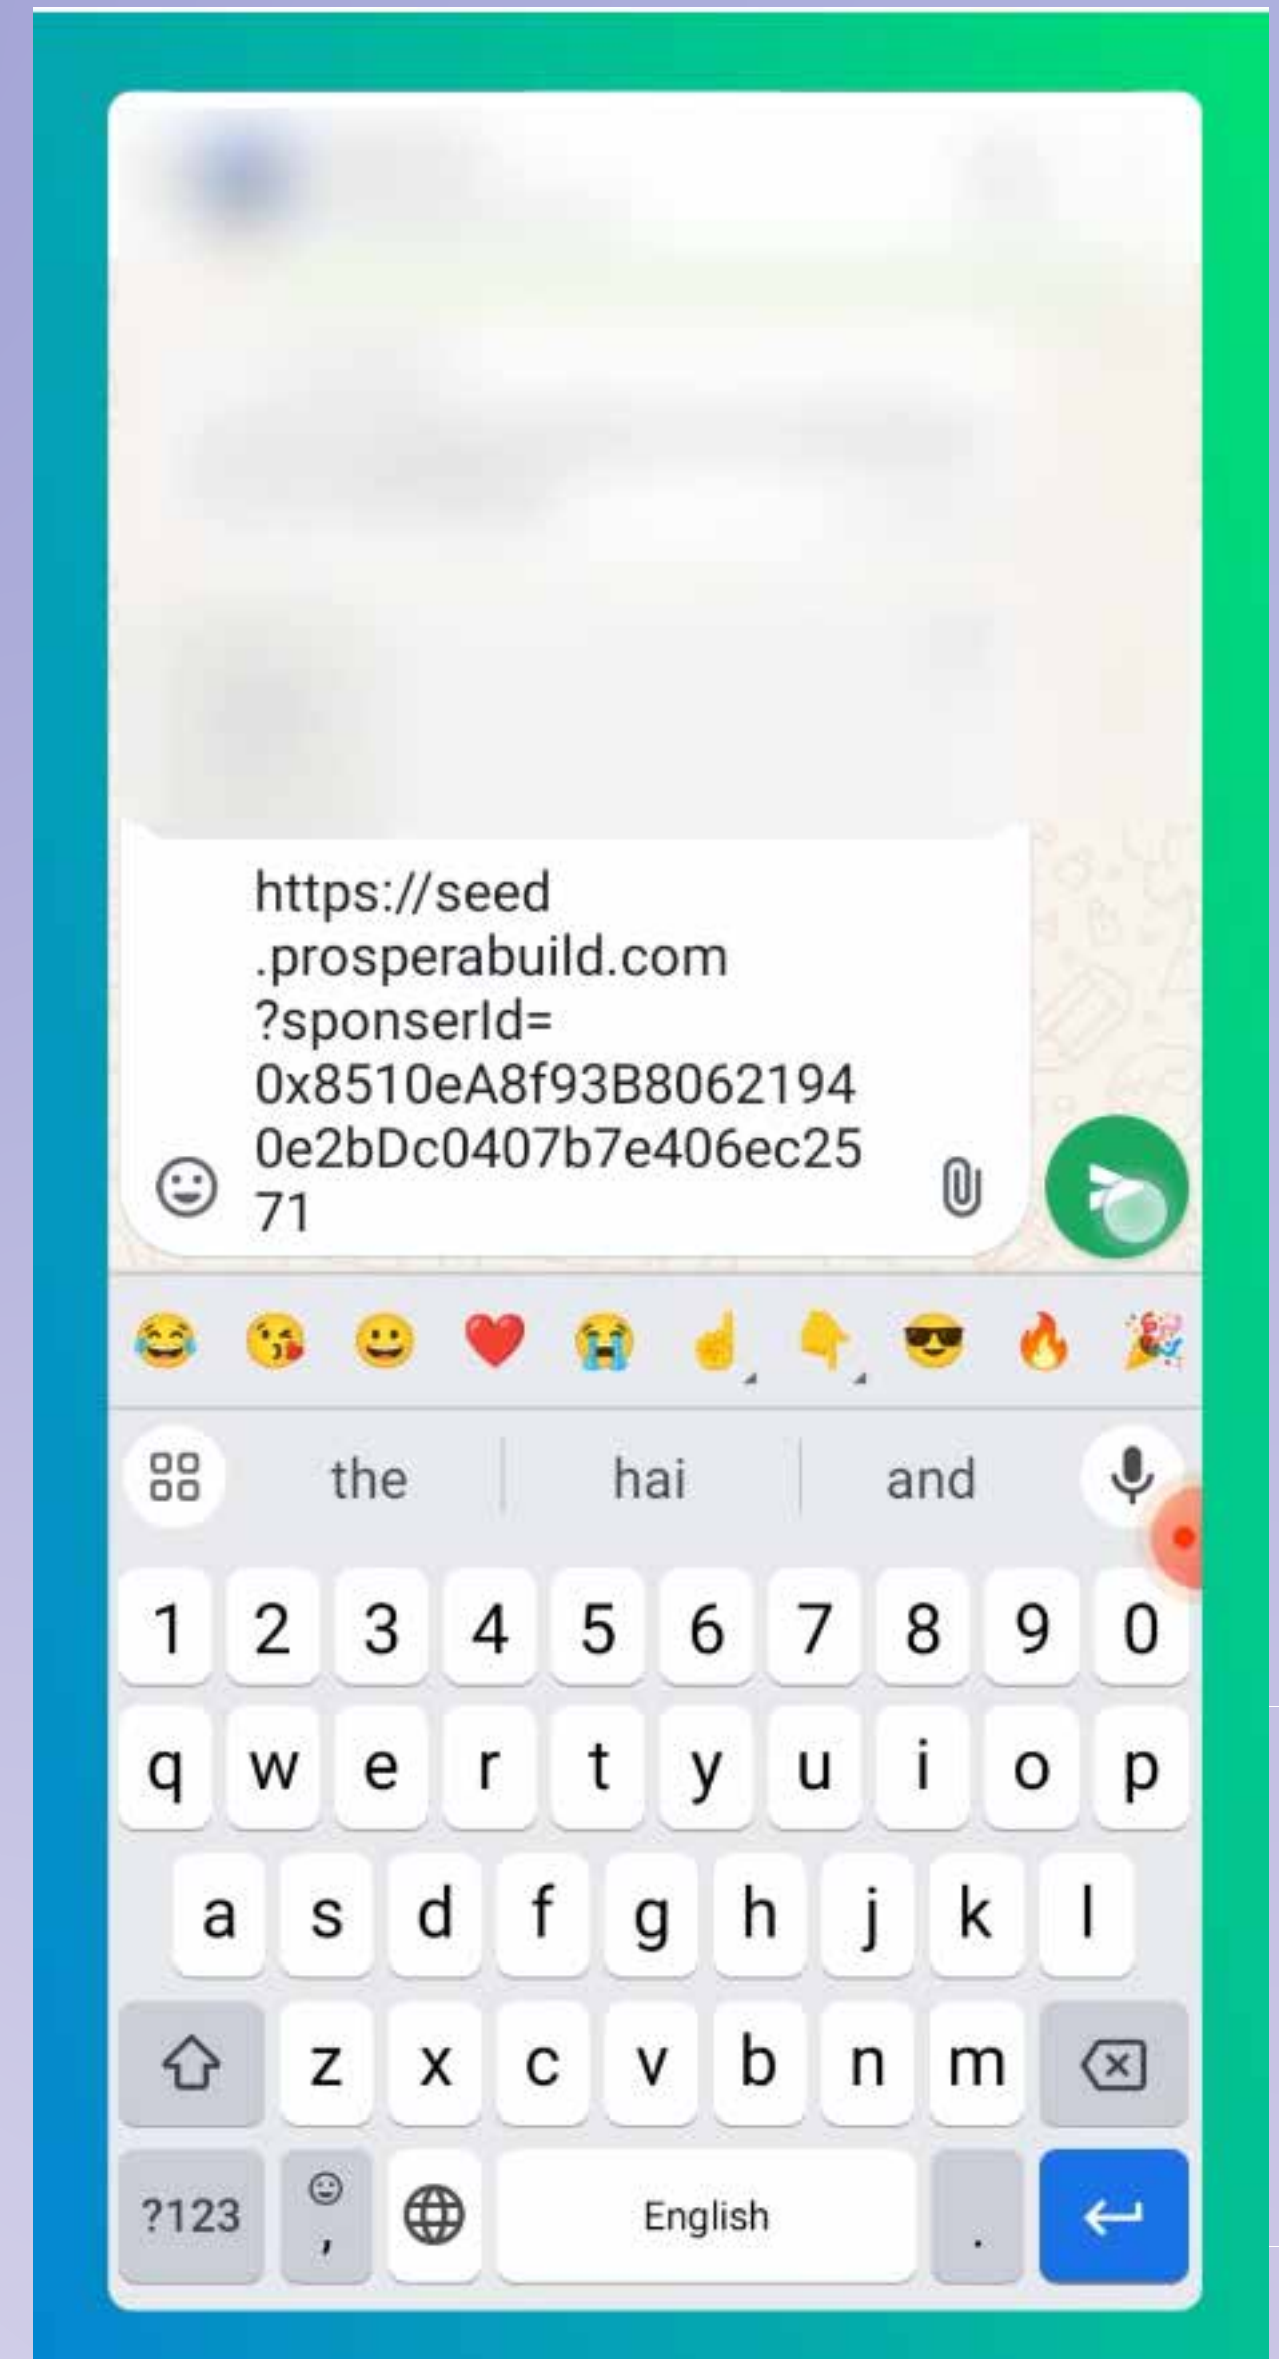 https://seed
.prosperabuild.com
?sponserId=
0x8510eA8f93B8062194
0e2bDc0407b7e406ec25
71
the hai and
1 2 3 4 5 6 7 8 9 0
q w e r t y u i o p
a s d f g h j k l
z x c v b n m
?123 , English .